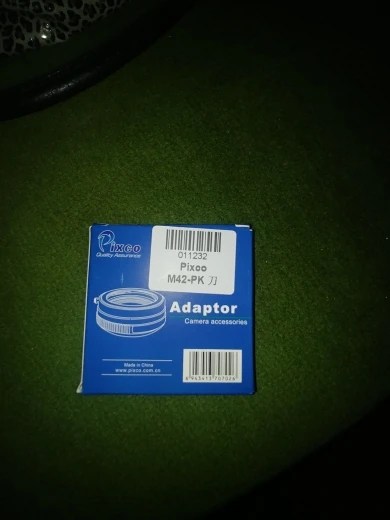 Pixco
Quality Assurance
011232
Pixco
M42-PK 刀
Adaptor
Camera accessories
Made in China
www.pixco.com.cn